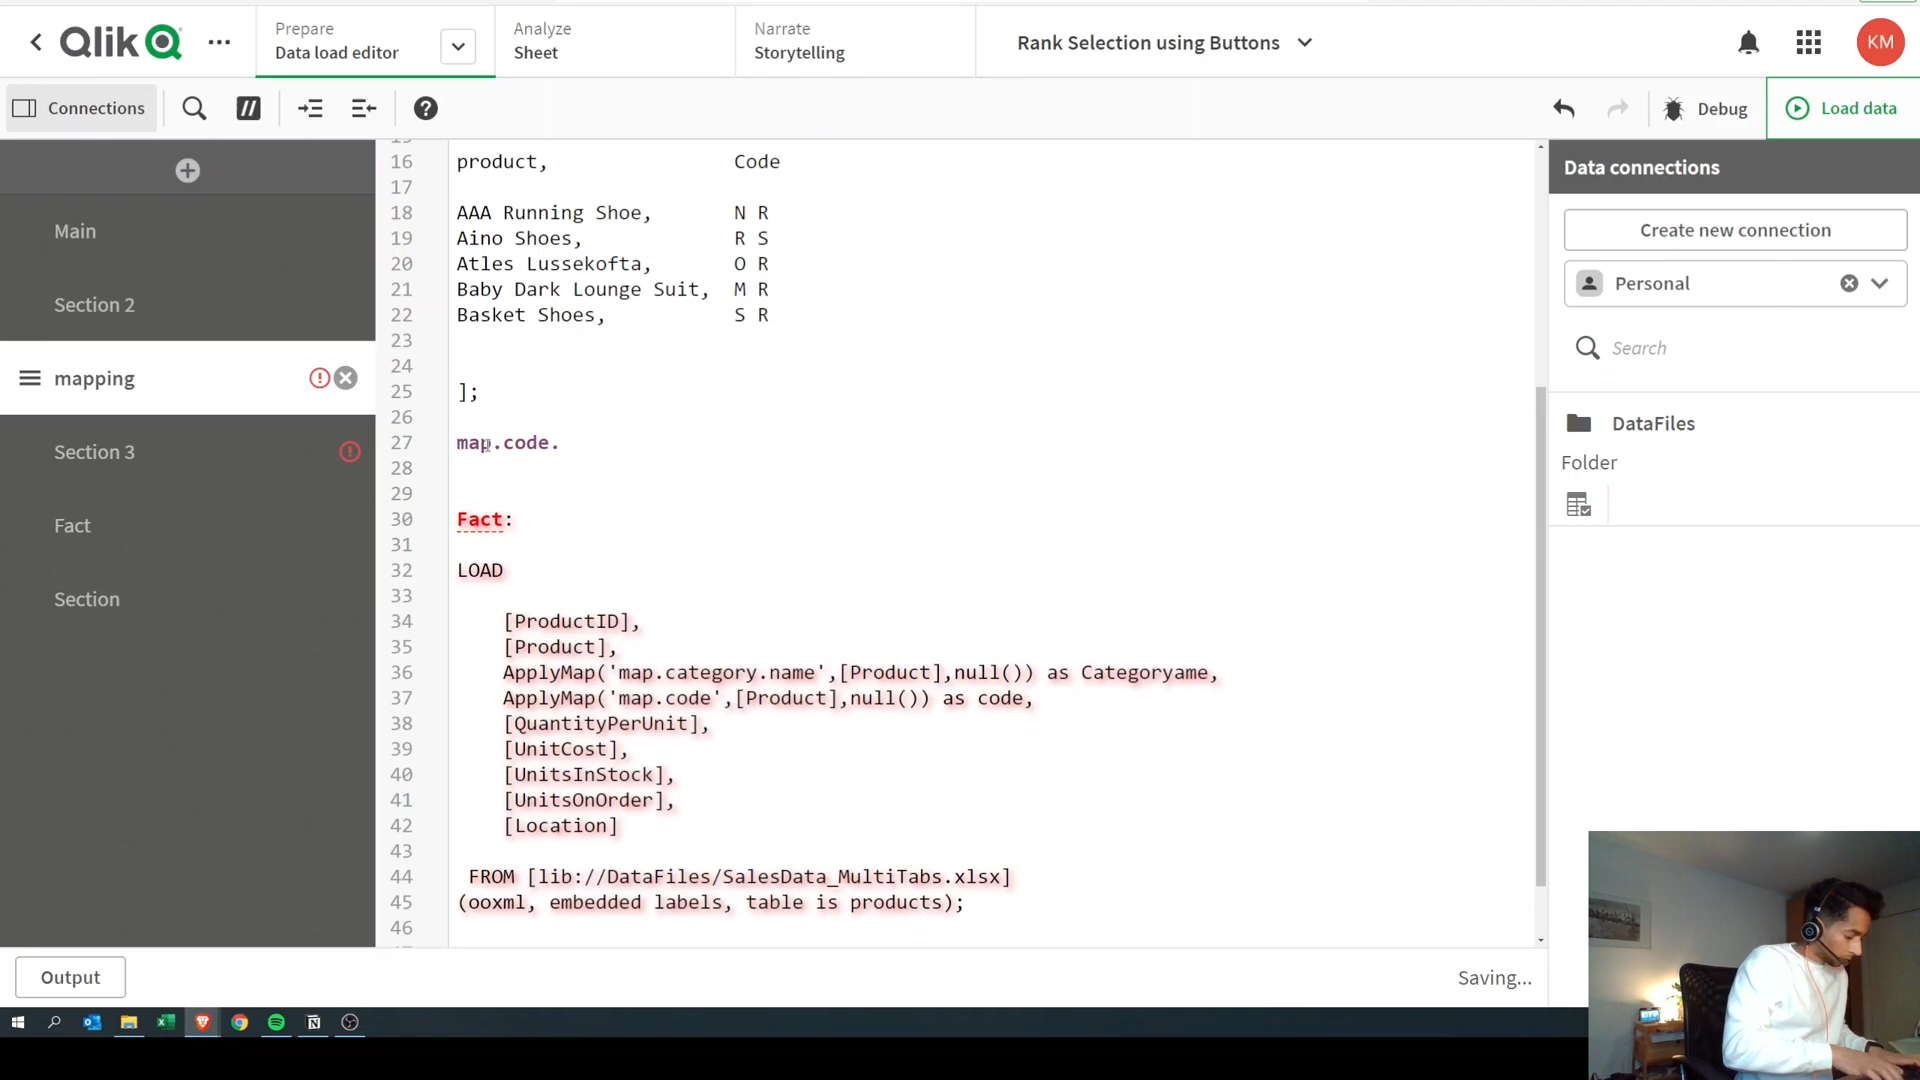 Qlik
Prepare
Data load editor
Analyze
Sheet
Narrate
Storytelling
Rank Selection using Buttons
KM
Connections
Debug
Load data
Main
Section 2
mapping
Section 3
Fact
Section
16 product, Code
17
18 AAA Running Shoe, N R
19 Aino Shoes, R S
20 Atles Lussekofta, O R
21 Baby Dark Lounge Suit, M R
22 Basket Shoes, S R
23
24
25 ];
26
27 map.code.
28
29
30 Fact:
31
32 LOAD
33
34 [ProductID],
35 [Product],
36 ApplyMap('map.category.name',[Product],null()) as Categoryame,
37 ApplyMap('map.code',[Product],null()) as code,
38 [QuantityPerUnit],
39 [UnitCost],
40 [UnitsInStock],
41 [UnitsOnOrder],
42 [Location]
43
44 FROM [lib://DataFiles/SalesData_MultiTabs.xlsx]
45 (ooxml, embedded labels, table is products);
46
Data connections
Create new connection
Personal
Search
DataFiles
Folder
Output
Saving...